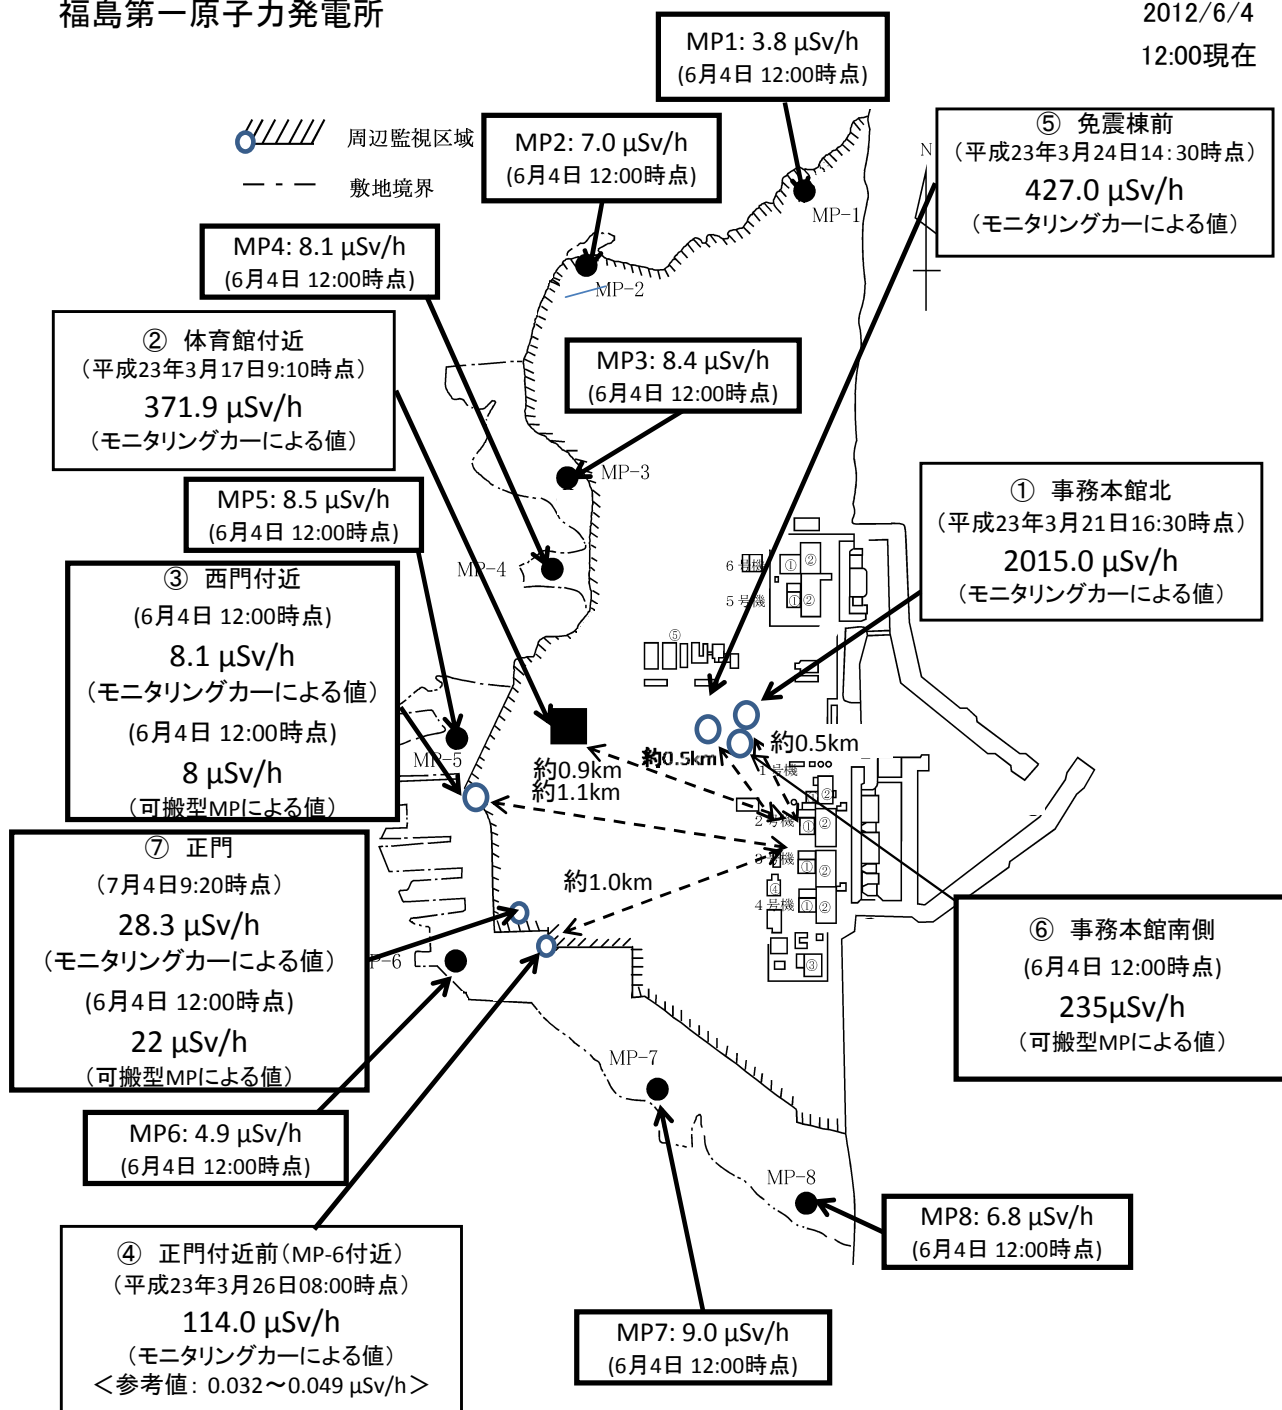 福島第一原子力発電所
2012/6/4
12:00現在
周辺監視区域
敷地境界
MP1: 3.8 μSv/h
(6月4日 12:00時点)
MP2: 7.0 μSv/h
(6月4日 12:00時点)
⑤ 免震棟前
(平成23年3月24日14:30時点)
427.0 μSv/h
(モニタリングカーによる値)
N
MP-1
MP4: 8.1 μSv/h
(6月4日 12:00時点)
MP-2
② 体育館付近
(平成23年3月17日9:10時点)
371.9 μSv/h
(モニタリングカーによる値)
MP3: 8.4 μSv/h
(6月4日 12:00時点)
MP-3
MP5: 8.5 μSv/h
(6月4日 12:00時点)
① 事務本館北
(平成23年3月21日16:30時点)
2015.0 μSv/h
(モニタリングカーによる値)
MP-4
6号機
① ②
5号機
① ②
⑤
③ 西門付近
(6月4日 12:00時点)
8.1 μSv/h
(モニタリングカーによる値)
(6月4日 12:00時点)
8 μSv/h
(可搬型MPによる値)
MP-5
約0.9km
約1.1km
約0.5km
約0.5km
1号機
②
2号機
① ②
3号機
① ②
④
4号機
① ②
③
約1.0km
⑦ 正門
(7月4日9:20時点)
28.3 μSv/h
(モニタリングカーによる値)
(6月4日 12:00時点)
22 μSv/h
(可搬型MPによる値)
P-6
⑥ 事務本館南側
(6月4日 12:00時点)
235μSv/h
(可搬型MPによる値)
MP-7
MP6: 4.9 μSv/h
(6月4日 12:00時点)
MP-8
MP8: 6.8 μSv/h
(6月4日 12:00時点)
④ 正門付近前(MP-6付近)
(平成23年3月26日08:00時点)
114.0 μSv/h
(モニタリングカーによる値)
＜参考値: 0.032～0.049 μSv/h＞
MP7: 9.0 μSv/h
(6月4日 12:00時点)